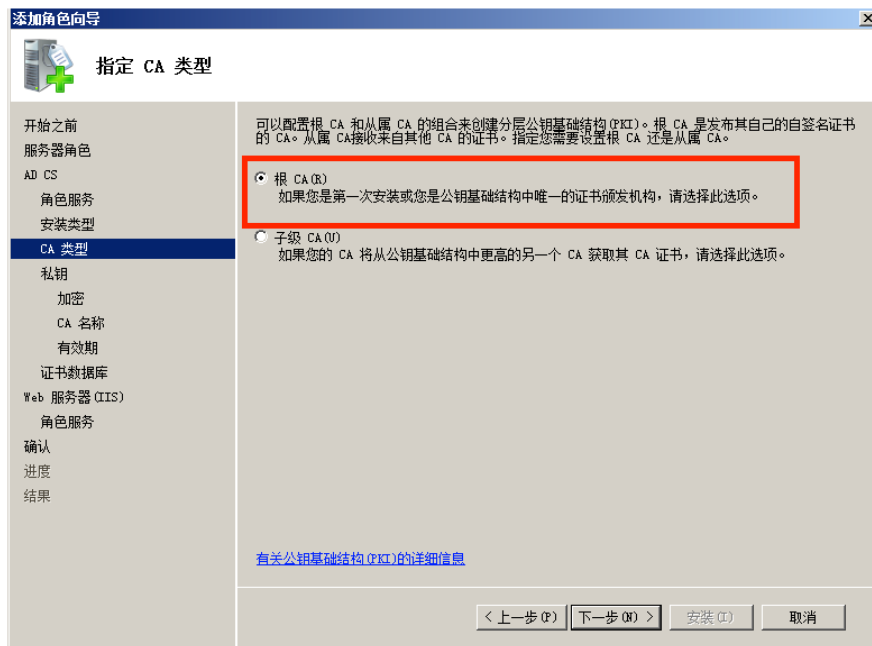 添加角色向导
指定 CA 类型
开始之前
服务器角色
AD CS
角色服务
安装类型
CA 类型
私钥
加密
CA 名称
有效期
证书数据库
Web 服务器(IIS)
角色服务
确认
进度
结果
可以配置根 CA 和从属 CA 的组合来创建分层公钥基础结构(PKI)。根 CA 是发布其自己的自签名证书
的 CA。从属 CA接收来自其他 CA 的证书。指定您需要设置根 CA 还是从属 CA。
根 CA(R)
如果您是第一次安装或您是公钥基础结构中唯一的证书颁发机构，请选择此选项。
子级 CA(U)
如果您的 CA 将从公钥基础结构中更高的另一个 CA 获取其 CA 证书，请选择此选项。
有关公钥基础结构(PKI)的详细信息
< 上一步(P)
下一步(N) >
安装(I)
取消